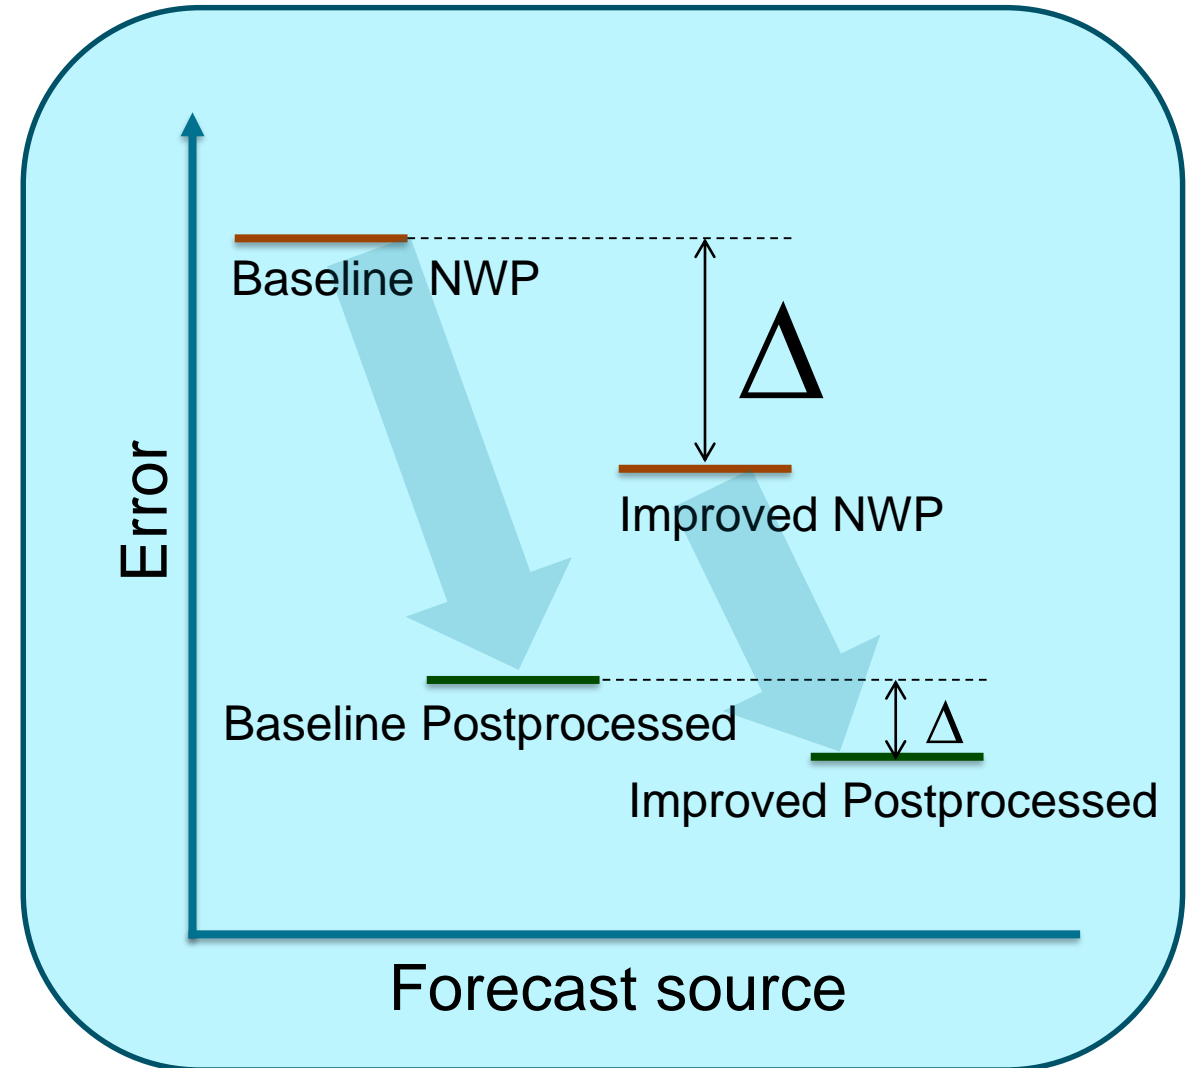 Baseline NWP
Δ
Error
Improved NWP
Baseline Postprocessed
Δ
Improved Postprocessed
Forecast source